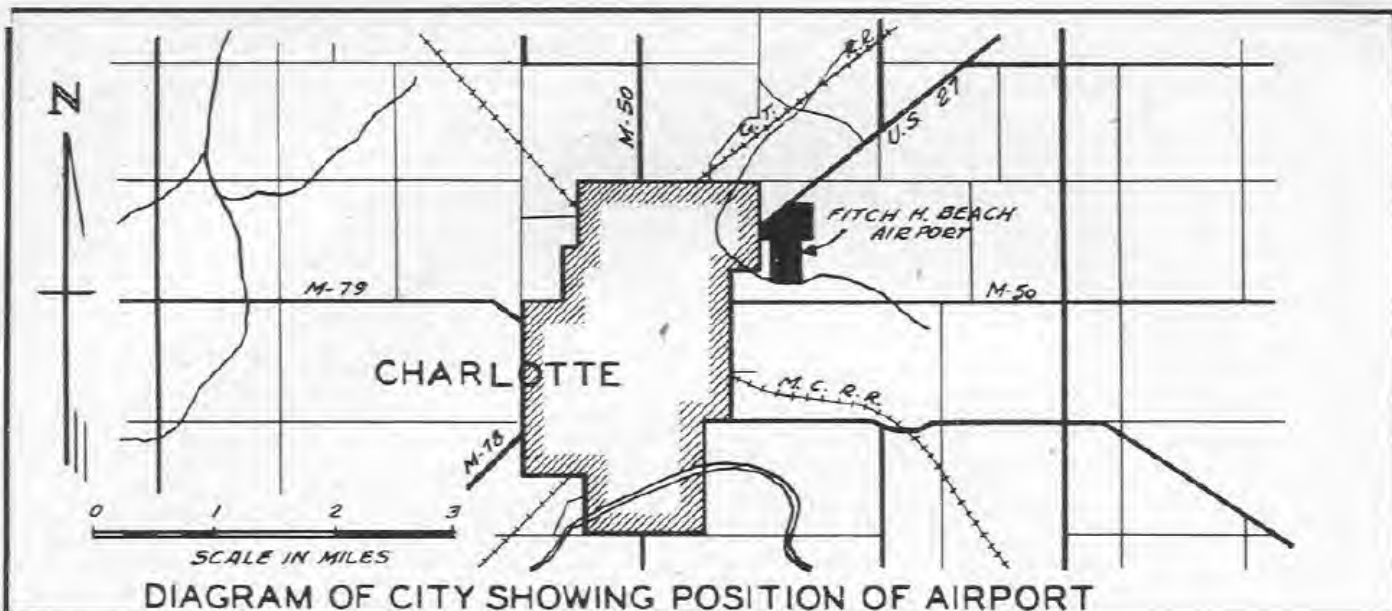 N
M-50
G. T. R.R.
U.S. 27
FITCH H. BEACH
AIRPORT
M-79
M-50
CHARLOTTE
M. C. R. R.
M-78
0 1 2 3
SCALE IN MILES
DIAGRAM OF CITY SHOWING POSITION OF AIRPORT